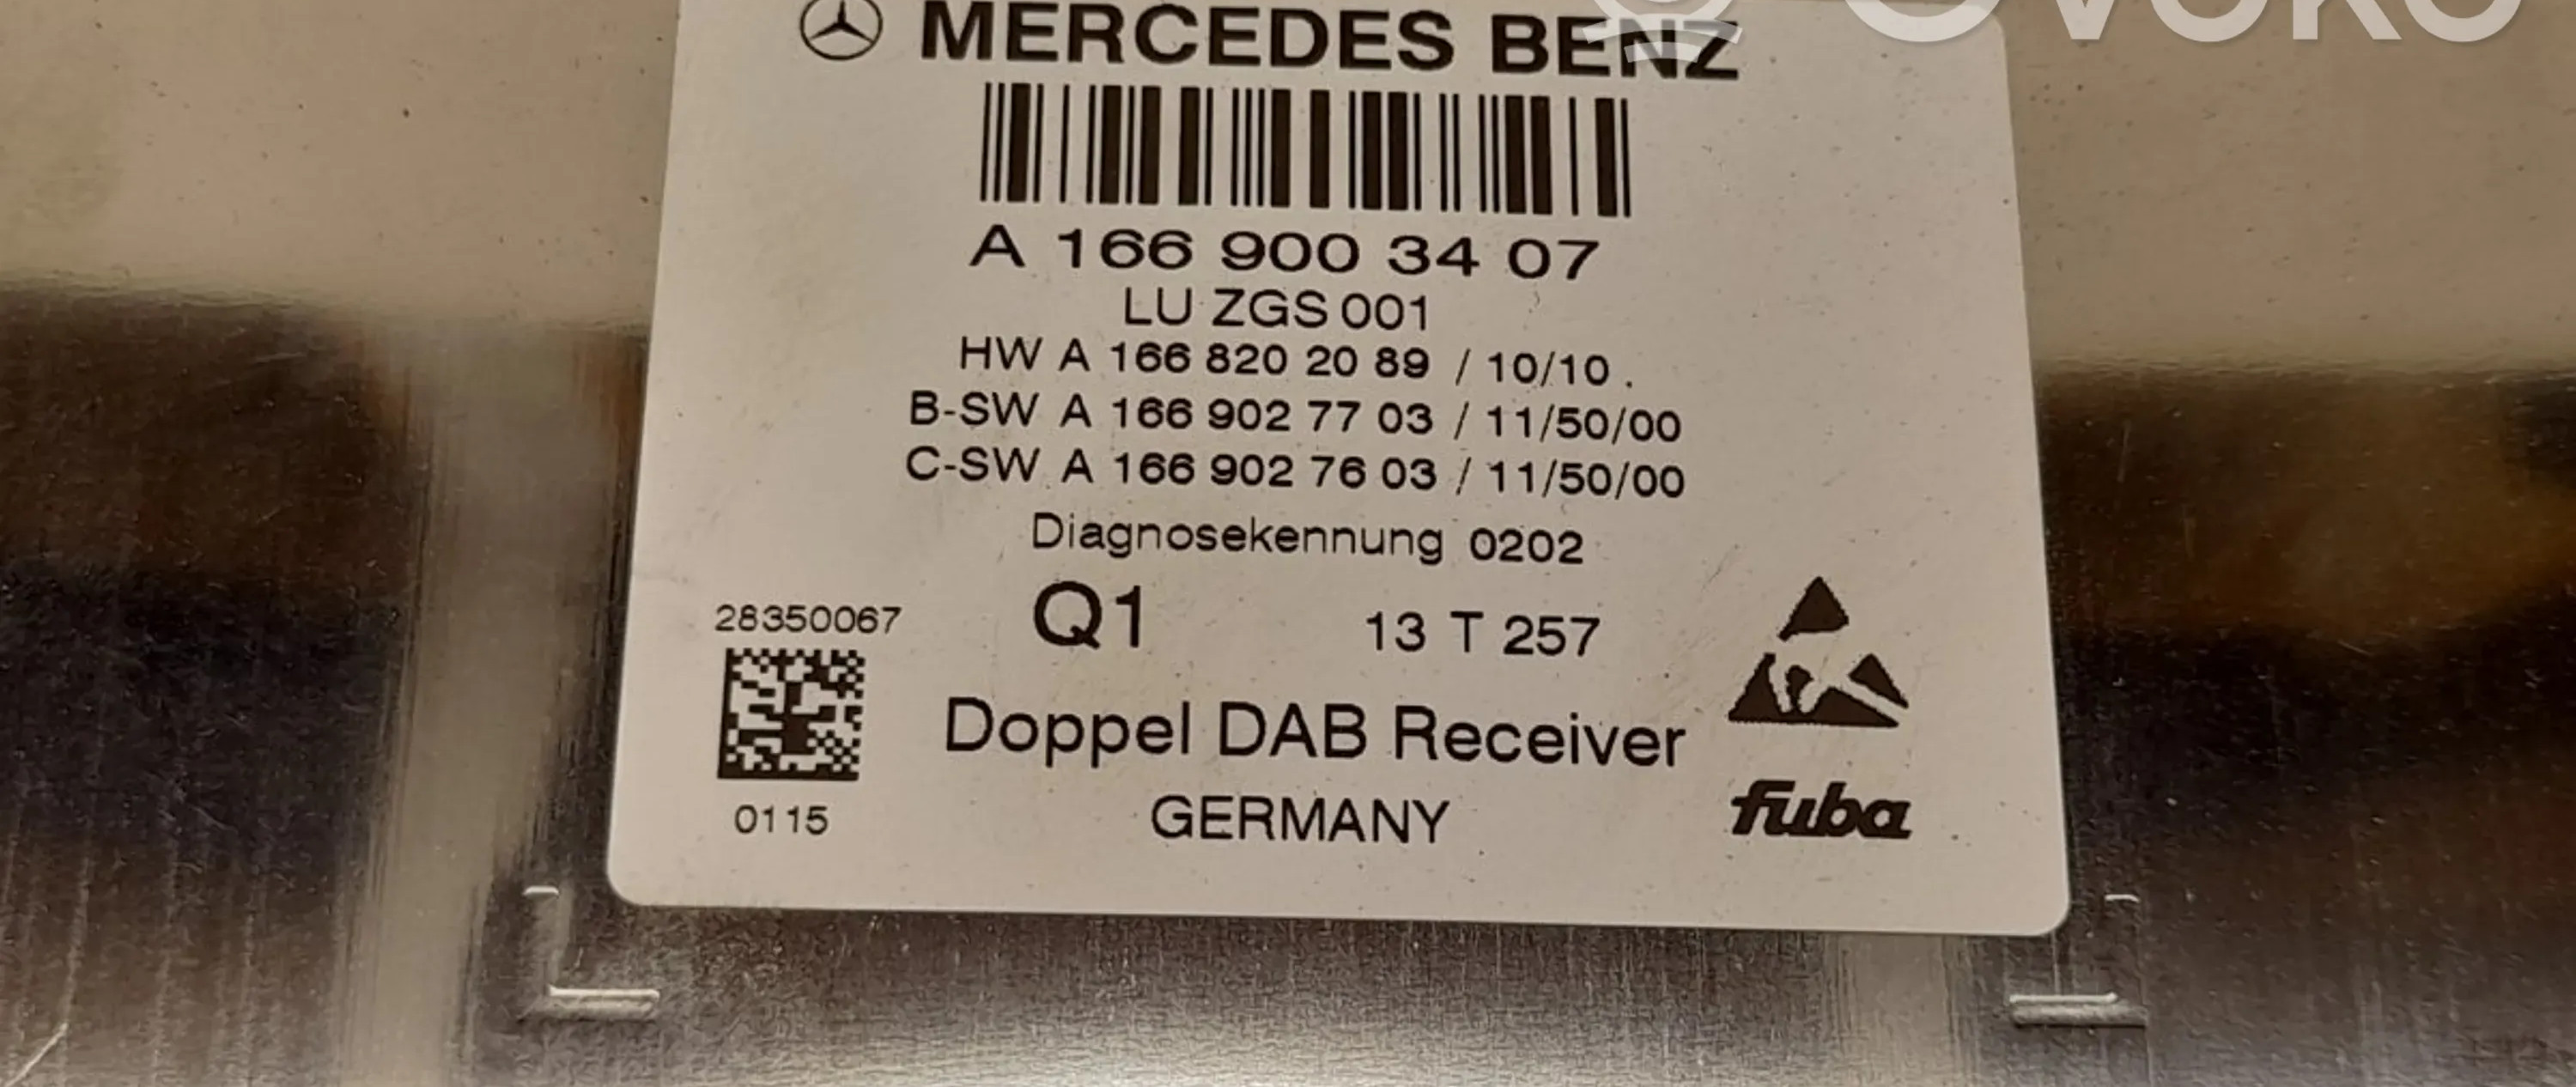 OVOKO
MERCEDES BENZ
A 166 900 34 07
LU ZGS 001
HW A 166 820 20 89 / 10/10 .
B-SW A 166 902 77 03 / 11/50/00
C-SW A 166 902 76 03 / 11/50/00
Diagnosekennung 0202
28350067
Q1 13 T 257
Doppel DAB Receiver
0115
GERMANY
fuba